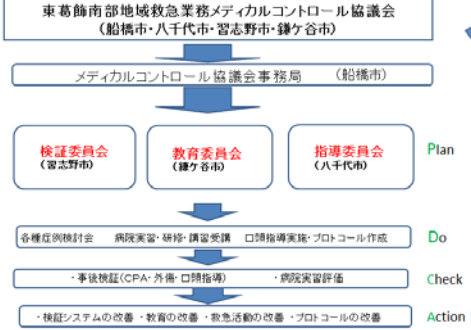 東葛飾南部地域救急業務メディカルコントロール協議会
(船橋市・八千代市・習志野市・鎌ケ谷市)
メディカルコントロール協議会事務局 (船橋市)
検証委員会 教育委員会 指導委員会 Plan
(習志野市) (鎌ケ谷市) (八千代市)
各種症例検討会 病院実習・研修・講習受講 口頭指導実施・プロトコール作成 Do
・事後検証(CPA・外傷・口頭指導) ・病院実習評価 Check
・検証システムの改善 ・教育の改善 ・救急活動の改善 ・プロトコールの改善 Action